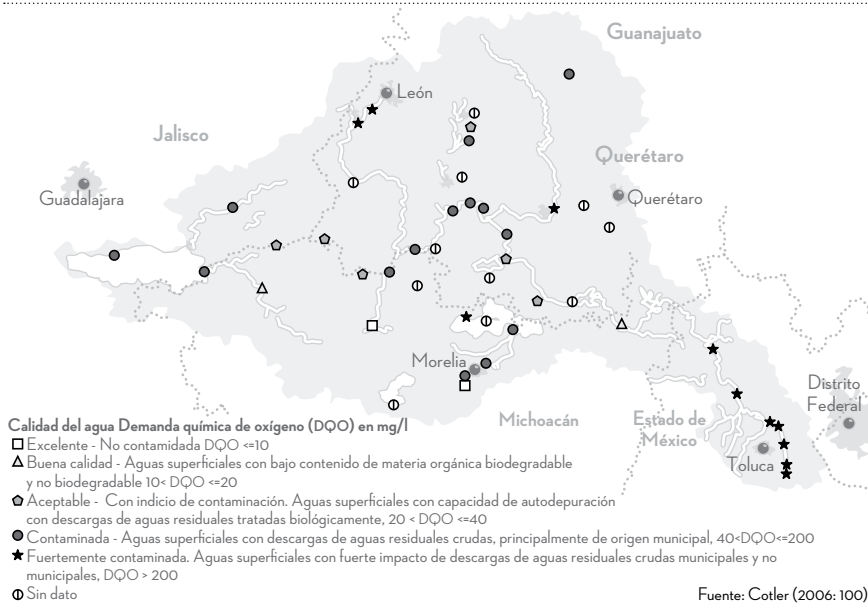 Guanajuato
León
Jalisco
Querétaro
Guadalajara
Querétaro
Morelia
Distrito
Federal
Michoacán
Estado de
México
Toluca
Calidad del agua Demanda química de oxígeno (DQO) en mg/l
Excelente - No contamidada DQO <=10
Buena calidad - Aguas superficiales con bajo contenido de materia orgánica biodegradable
y no biodegradable 10< DQO <=20
Aceptable - Con indicio de contaminación. Aguas superficiales con capacidad de autodepuración
con descargas de aguas residuales tratadas biológicamente, 20 < DQO <=40
Contaminada - Aguas superficiales con descargas de aguas residuales crudas, principalmente de origen municipal, 40<DQO<=200
Fuertemente contaminada. Aguas superficiales con fuerte impacto de descargas de aguas residuales crudas municipales y no
municipales, DQO > 200
Sin dato
Fuente: Cotler (2006: 100)